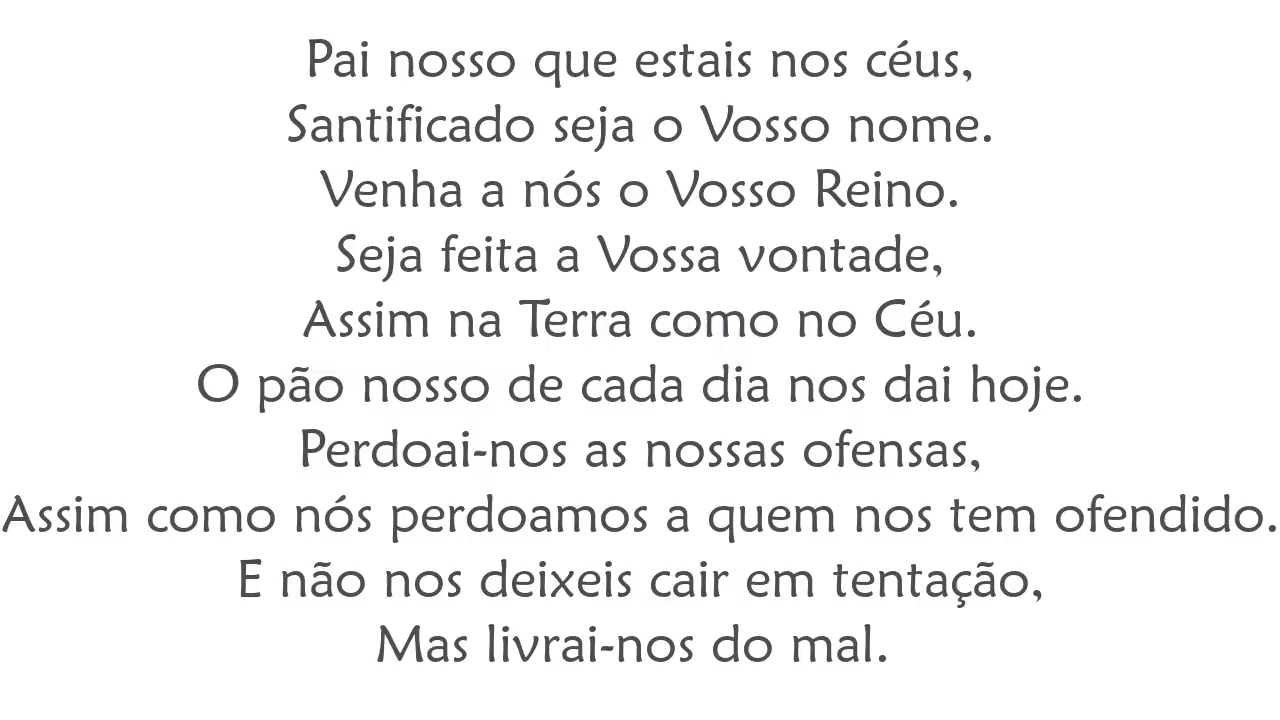 Pai nosso que estais nos céus,
Santificado seja o Vosso nome.
Venha a nós o Vosso Reino.
Seja feita a Vossa vontade,
Assim na Terra como no Céu.
O pão nosso de cada dia nos dai hoje.
Perdoai-nos as nossas ofensas,
Assim como nós perdoamos a quem nos tem ofendido.
E não nos deixeis cair em tentação,
Mas livrai-nos do mal.